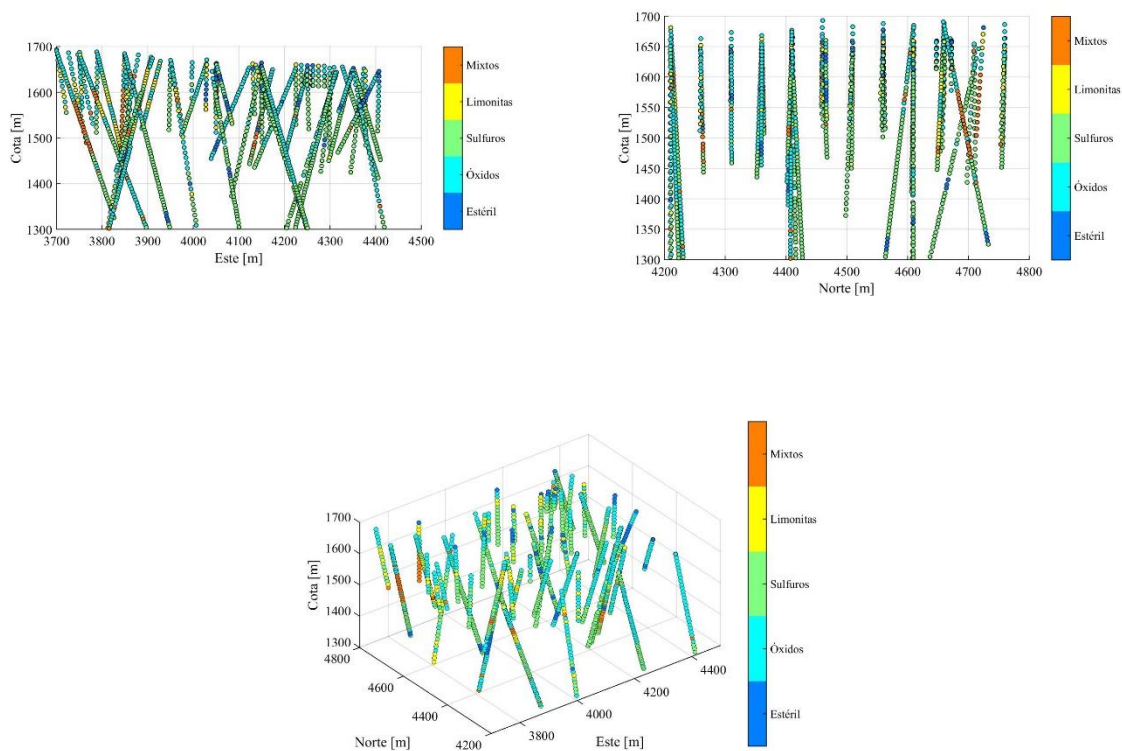 1700
1600
1500
1400
1300
Cota [m]
3700 3800 3900 4000 4100 4200 4300 4400 4500
Este [m]
Mixtos
Limonitas
Sulfuros
Óxidos
Estéril
1700
1650
1600
1550
1500
1450
1400
1350
1300
Cota [m]
4200 4300 4400 4500 4600 4700 4800
Norte [m]
Mixtos
Limonitas
Sulfuros
Óxidos
Estéril
1700
1600
1500
1400
1300
Cota [m]
4800
4600
4400
4200
Norte [m]
3800
4000
4200
4400
Este [m]
Mixtos
Limonitas
Sulfuros
Óxidos
Estéril